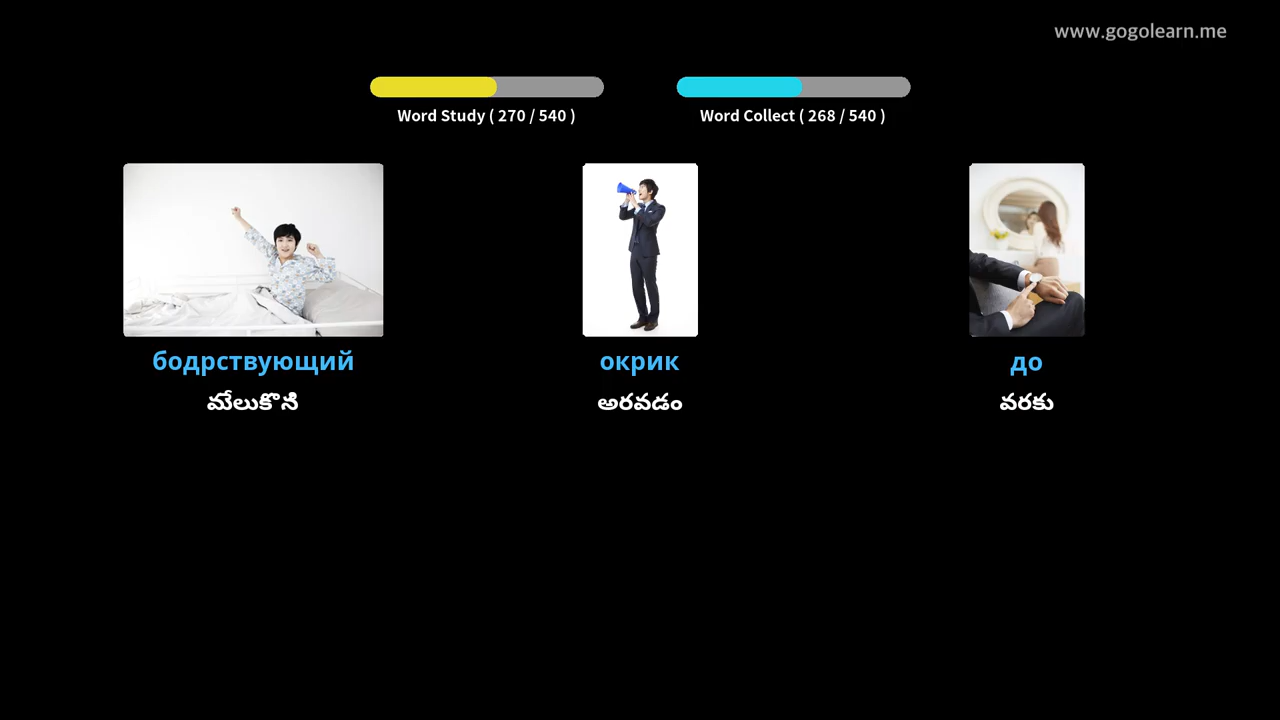 www.gogolearn.me
Word Study ( 270 / 540 )
Word Collect ( 268 / 540 )
бодрствующий
окрик
до
మేలుకొని
అరవడం
వరకు